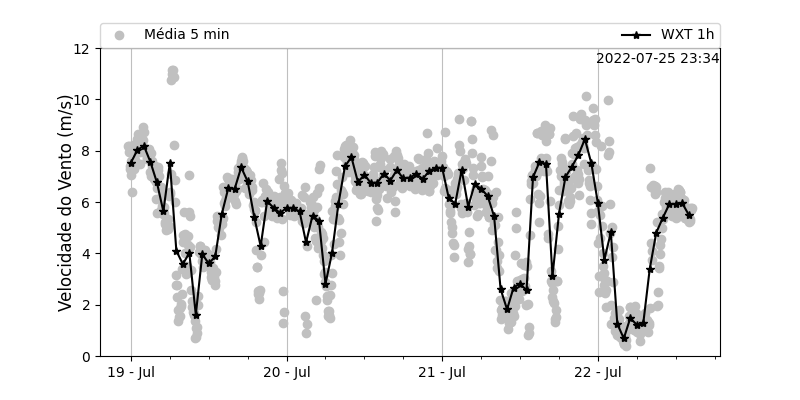 Média 5 min
WXT 1h
2022-07-25 23:34
Velocidade do Vento (m/s)
12
10
8
6
4
2
0
19 - Jul
20 - Jul
21 - Jul
22 - Jul